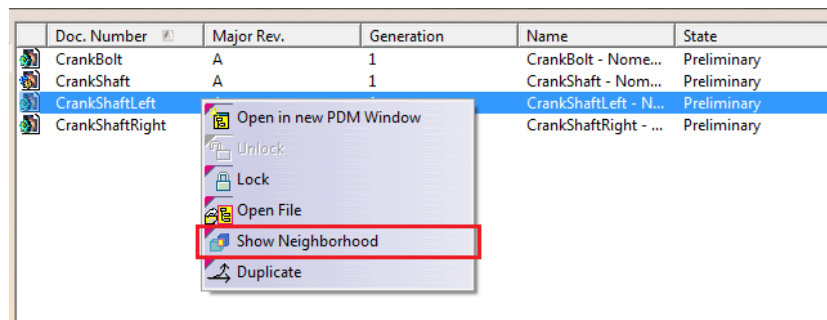 Doc. Number Major Rev. Generation Name State
CrankBolt A 1 CrankBolt - Nome... Preliminary
CrankShaft A 1 CrankShaft - Nom... Preliminary
CrankShaftLeft CrankShaftLeft - N... Preliminary
CrankShaftRight CrankShaftRight - ... Preliminary
Open in new PDM Window
Unlock
Lock
Open File
Show Neighborhood
Duplicate